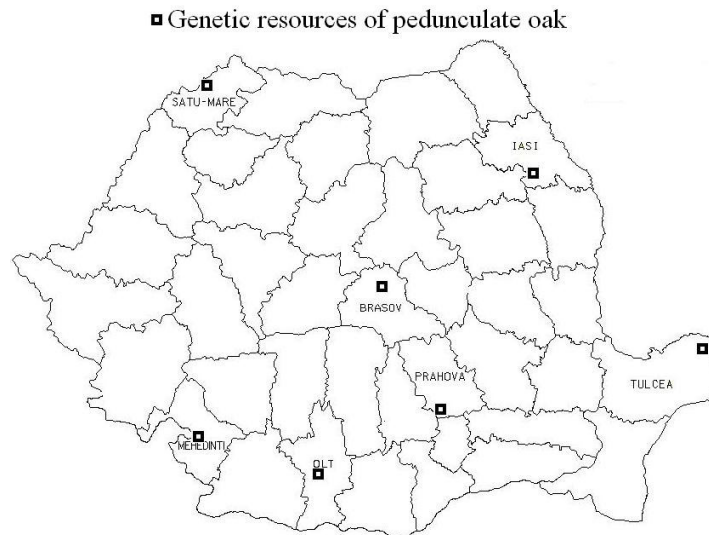 Genetic resources of pedunculate oak
SATU-MARE
IASI
BRASOV
PRAHOVA
TULCEA
MEHEDINTI
OLT